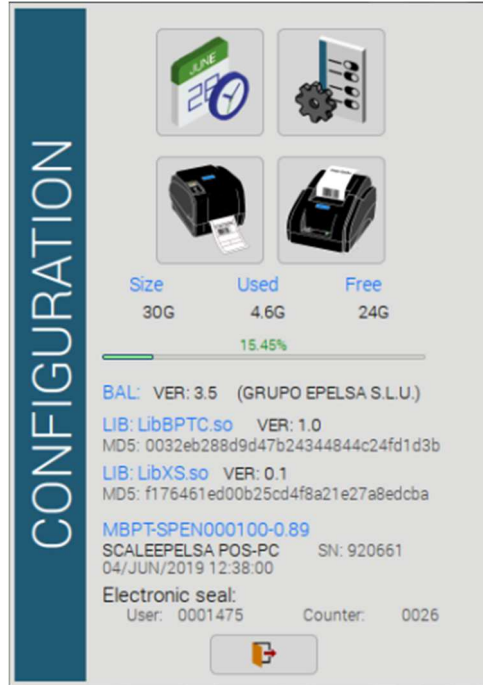 CONFIGURATION
JUNE
28
Size Used Free
30G 4.6G 24G
15.45%
BAL: VER: 3.5 (GRUPO EPELSA S.L.U.)
LIB: LibBPTC.so VER: 1.0
MD5: 0032eb288d9d47b24344844c24fd1d3b
LIB: LibXS.so VER: 0.1
MD5: f176461ed00b25cd4f8a21e27a8edcba
MBPT-SPEN000100-0.89
SCALEEPELSA POS-PC SN: 920661
04/JUN/2019 12:38:00
Electronic seal:
User: 0001475 Counter: 0026